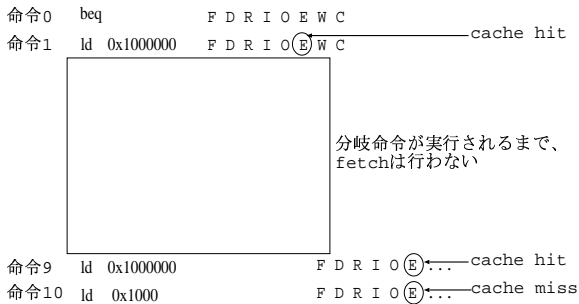 命令0 beq F D R I O E W C
命令1 ld 0x1000000 F D R I O E W C cache hit
分岐命令が実行されるまで、
fetchは行わない
命令9 ld 0x1000000 F D R I O E ... cache hit
命令10 ld 0x1000 F D R I O E ... cache miss